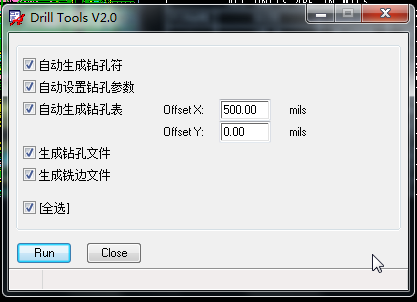 Drill Tools V2.0
自动生成钻孔符
自动设置钻孔参数
自动生成钻孔表 Offset X: 500.00 mils
Offset Y: 0.00 mils
生成钻孔文件
生成铣边文件
[全选]
Run Close